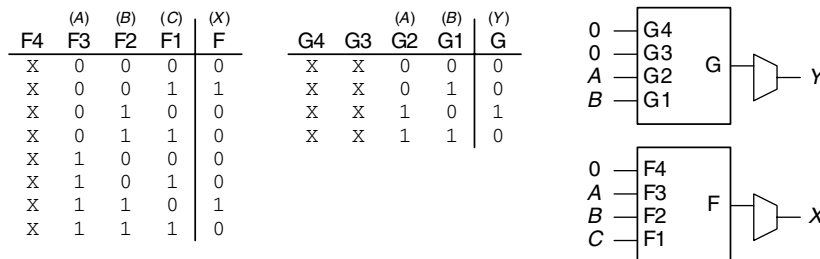 (A) (B) (C) (X)
F4 F3 F2 F1 F
X 0 0 0 0
X 0 0 1 1
X 0 1 0 0
X 0 1 1 0
X 1 0 0 0
X 1 0 1 0
X 1 1 0 1
X 1 1 1 0
(A) (B) (Y)
G4 G3 G2 G1 G
X X 0 0 0
X X 0 1 0
X X 1 0 1
X X 1 1 0
0 G4
0 G3
A G2 G Y
B G1
0 F4
A F3
B F2 F X
C F1